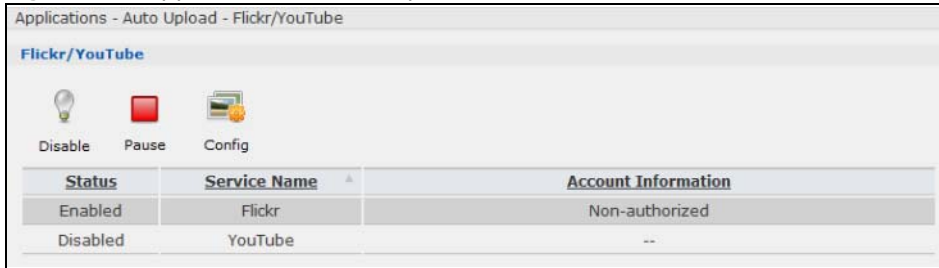 Applications - Auto Upload - Flickr/YouTube
Flickr/YouTube
Disable Pause Config
Status Service Name Account Information
Enabled Flickr Non-authorized
Disabled YouTube --